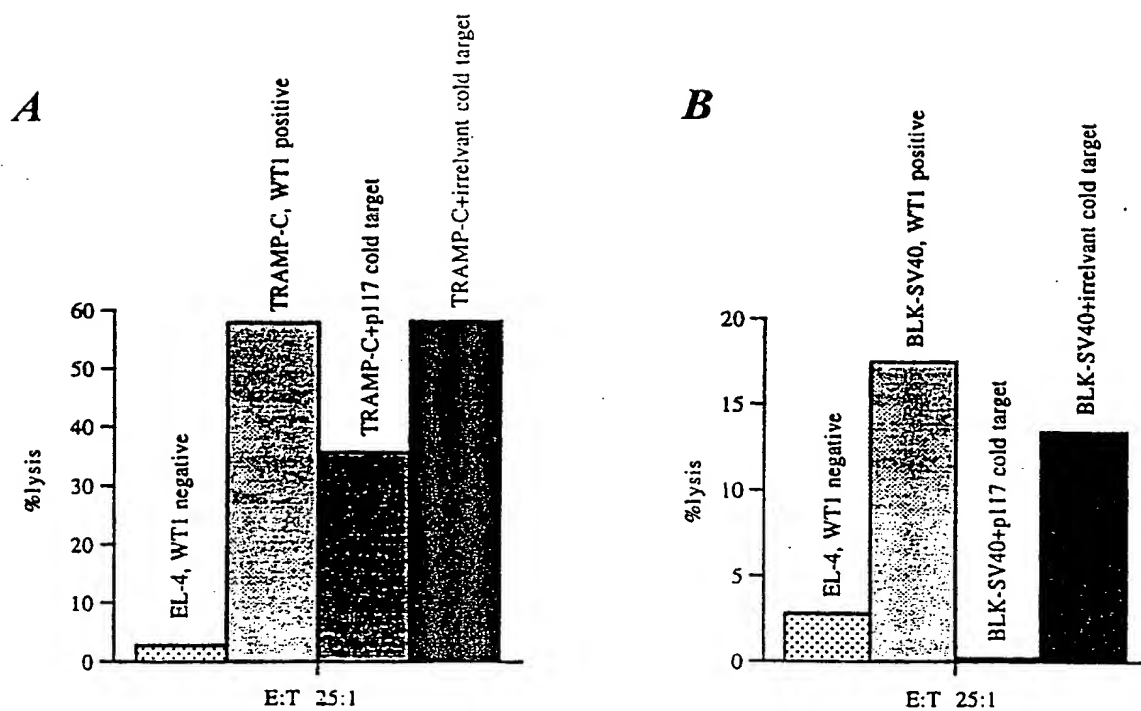 A
%lysis
60
50
40
30
20
10
0
EL-4, WT1 negative
TRAMP-C, WT1 positive
TRAMP-C+p117 cold target
TRAMP-C+irrelvant cold target
E:T 25:1
B
%lysis
20
15
10
5
0
EL-4, WT1 negative
BLK-SV40, WT1 positive
BLK-SV40+p117 cold target
BLK-SV40+irrelvant cold target
E:T 25:1